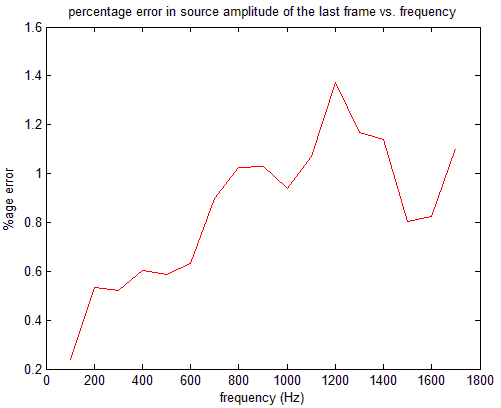 percentage error in source amplitude of the last frame vs. frequency
1.6
1.4
1.2
1
0.8
0.6
0.4
0.2
%age error
0 200 400 600 800 1000 1200 1400 1600 1800
frequency (Hz)